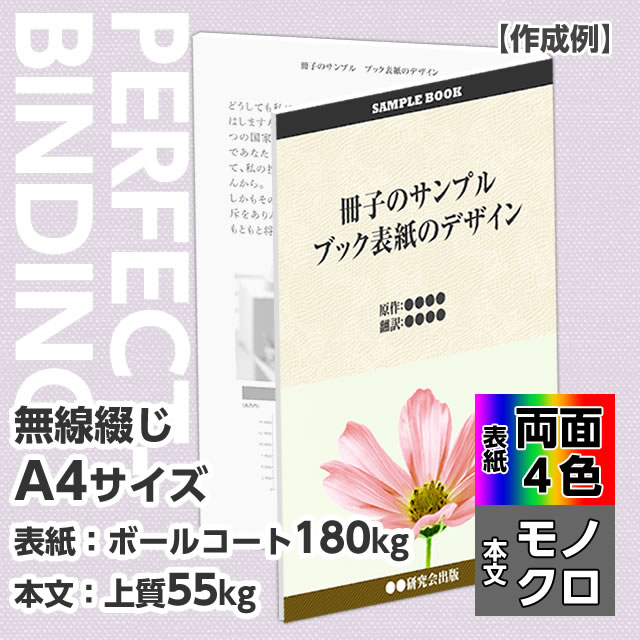 PERFECT
BINDING
【作成例】
冊子のサンプル ブック表紙のデザイン
どうしても私に
はしますん
つの国家
であなた
て、私の
んから。
しかもその
斥をありん
もともと将
SAMPLE BOOK
冊子のサンプル
ブック表紙のデザイン
原作:●●●●
翻訳:●●●●
●●研究会出版
無線綴じ
A4サイズ
表紙：ボールコート180kg
本文：上質55kg
表紙
両面
4色
本文
モノ
クロ